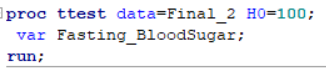 proc ttest data=Final_2 H0=100;
var Fasting_BloodSugar;
run;